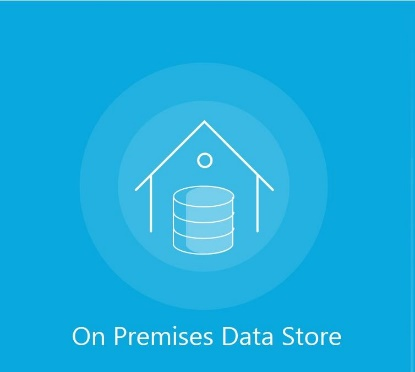 On Premises Data Store